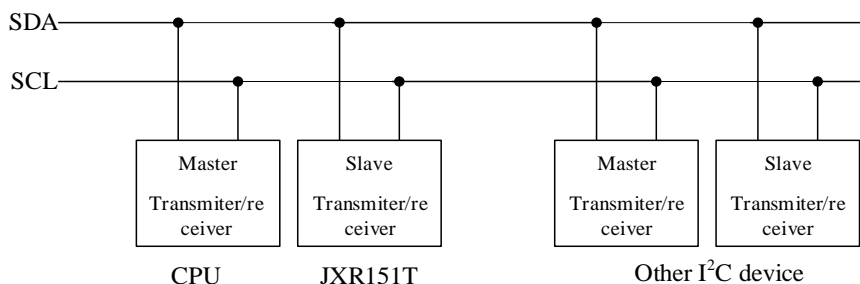 SDA
SCL
Master
Transmiter/re
ceiver
Slave
Transmiter/re
ceiver
Master
Transmiter/re
ceiver
Slave
Transmiter/re
ceiver
CPU
JXR151T
Other I²C device